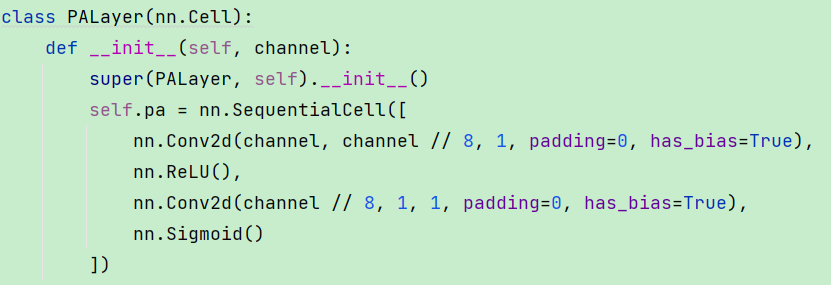 class PALayer(nn.Cell):
    def __init__(self, channel):
        super(PALayer, self).__init__()
        self.pa = nn.SequentialCell([
            nn.Conv2d(channel, channel // 8, 1, padding=0, has_bias=True),
            nn.ReLU(),
            nn.Conv2d(channel // 8, 1, 1, padding=0, has_bias=True),
            nn.Sigmoid()
        ])